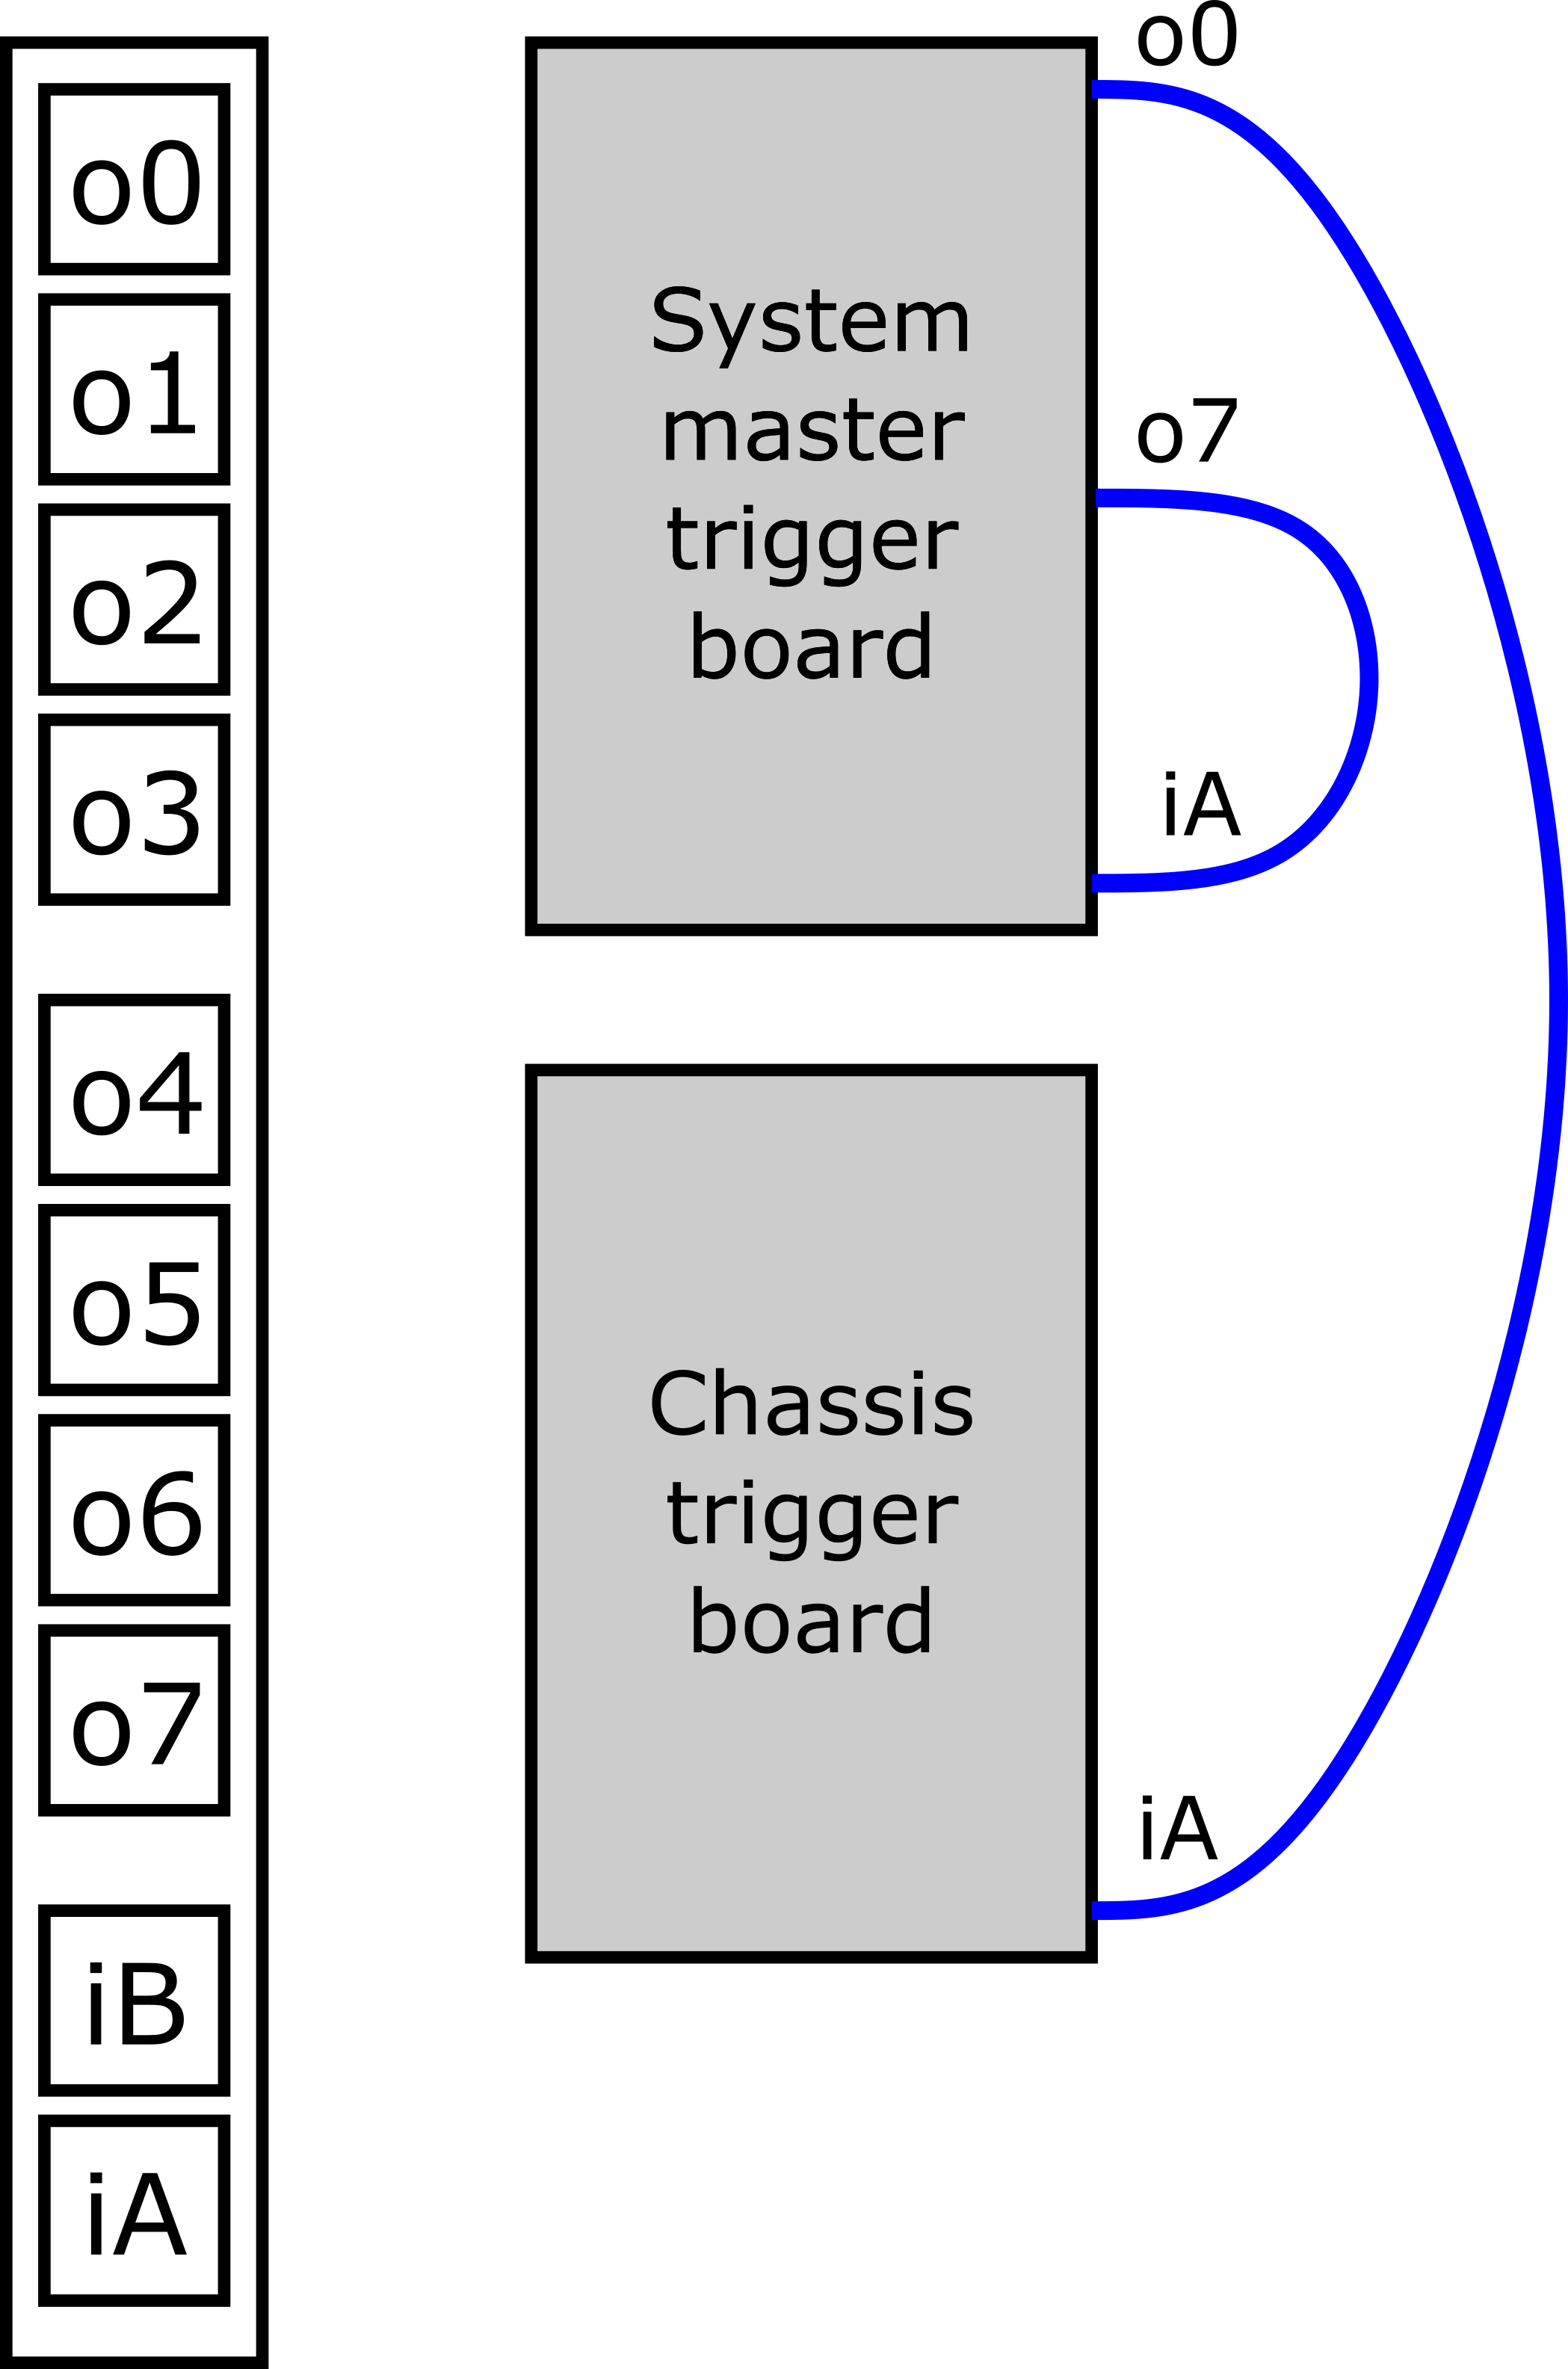 o0
o1
o2
o3
o4
o5
o6
o7
iB
iA
System
master
trigger
board
o0
o7
iA
Chassis
trigger
board
iA